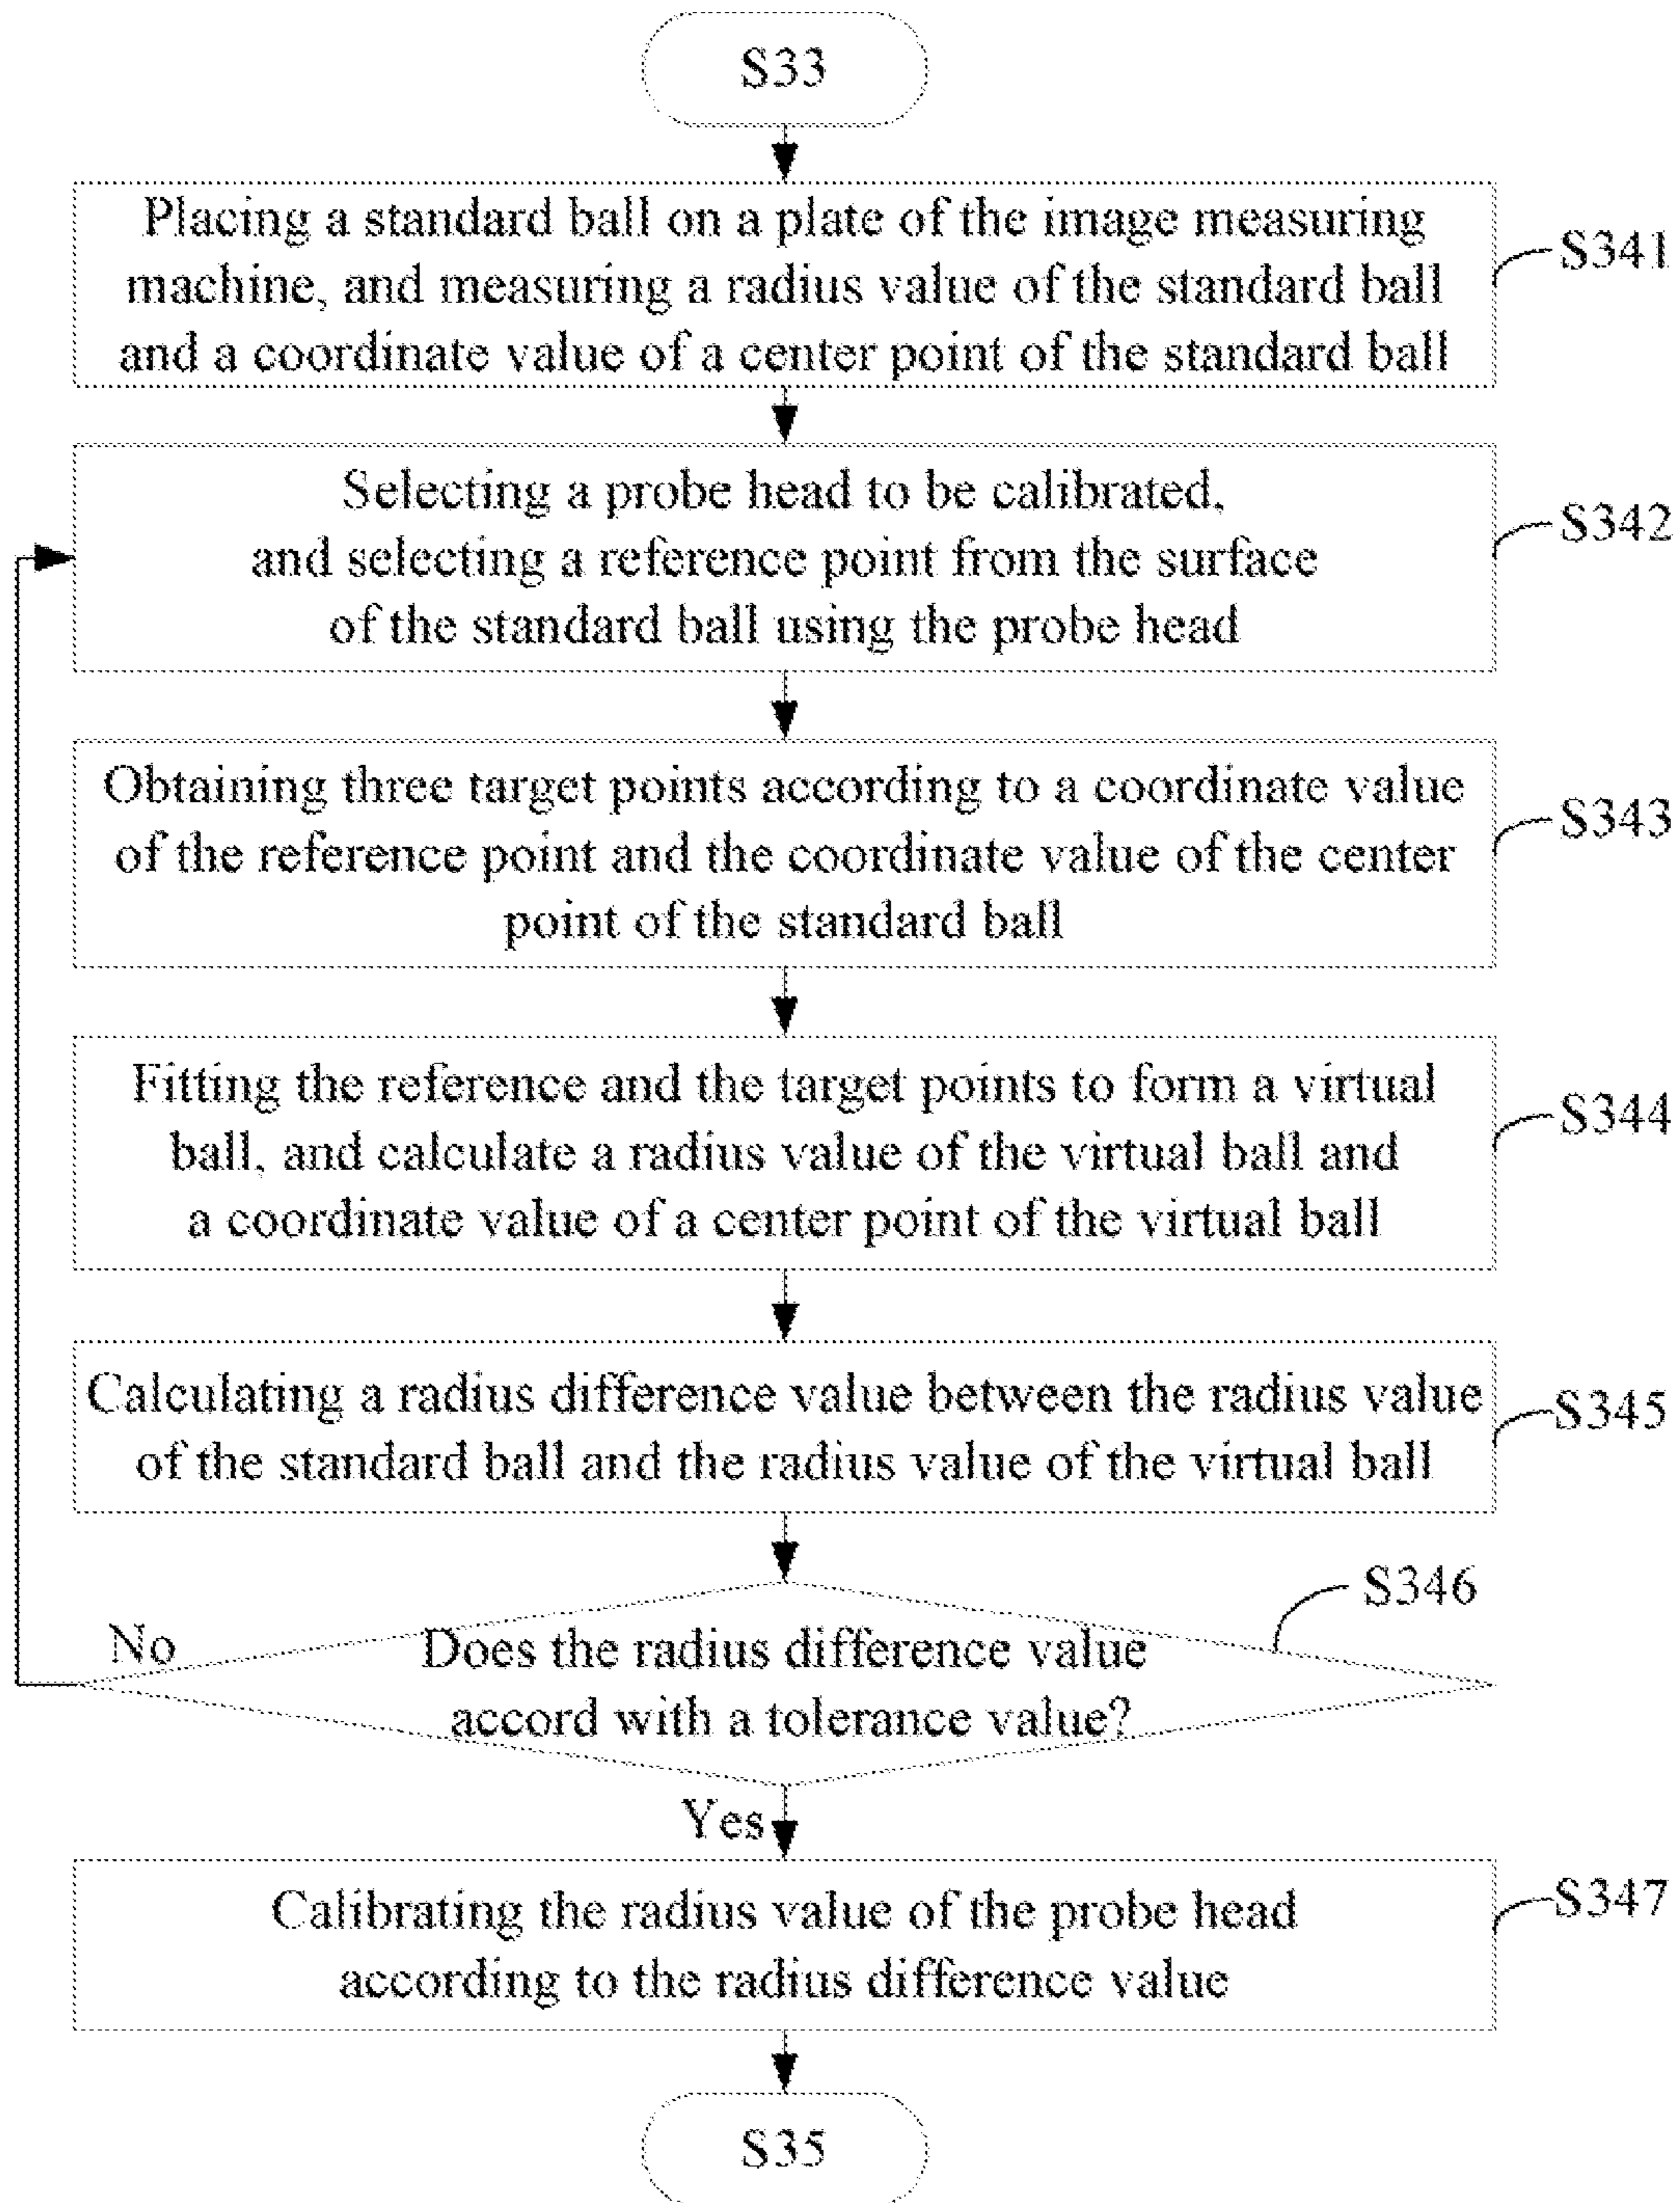 S33
Placing a standard ball on a plate of the image measuring
machine, and measuring a radius value of the standard ball
and a coordinate value of a center point of the standard ball
S341
Selecting a probe head to be calibrated,
and selecting a reference point from the surface
of the standard ball using the probe head
S342
Obtaining three target points according to a coordinate value
of the reference point and the coordinate value of the center
point of the standard ball
S343
Fitting the reference and the target points to form a virtual
ball, and calculate a radius value of the virtual ball and
a coordinate value of a center point of the virtual ball
S344
Calculating a radius difference value between the radius value
of the standard ball and the radius value of the virtual ball
S345
S346
No
Does the radius difference value
accord with a tolerance value?
Yes
Calibrating the radius value of the probe head
according to the radius difference value
S347
S35